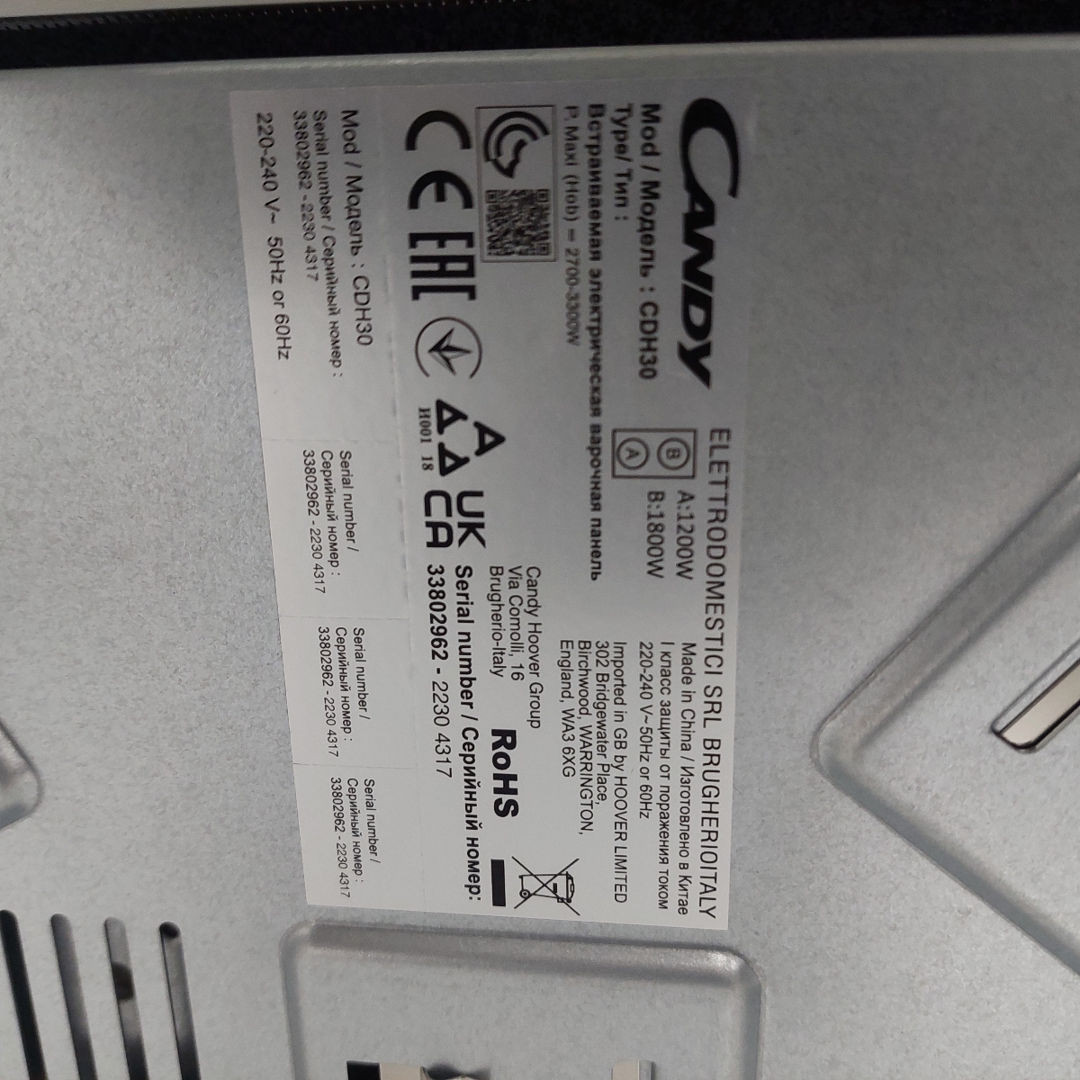 CANDY
ELETTRODOMESTICI SRL BRUGHERIOITALY
Mod / Модель : CDH30
Type/ Тип :
B
A
A:1200W
B:1800W
Made in China / Изготовлено в Китае
I класс защиты от поражения током
220-240 V~50Hz or 60Hz
Встраиваемая электрическая варочная панель
P. Maxi (Hob) = 2700-3300W
Imported in GB by HOOVER LIMITED
302 Bridgewater Place,
Birchwood, WARRINGTON,
England, WA3 6XG
Candy Hoover Group
Via Comolli, 16
Brugherio-Italy
RoHS
CE
EAC
H001 18
UK
CA
Serial number / Серийный номер:
33802962 - 2230 4317
Mod / Модель : CDH30
Serial number / Серийный номер :
33802962 - 2230 4317
220-240 V~ 50Hz or 60Hz
Serial number /
Серийный номер :
33802962 - 2230 4317
Serial number /
Серийный номер :
33802962 - 2230 4317
Serial number /
Серийный номер :
33802962 - 2230 4317